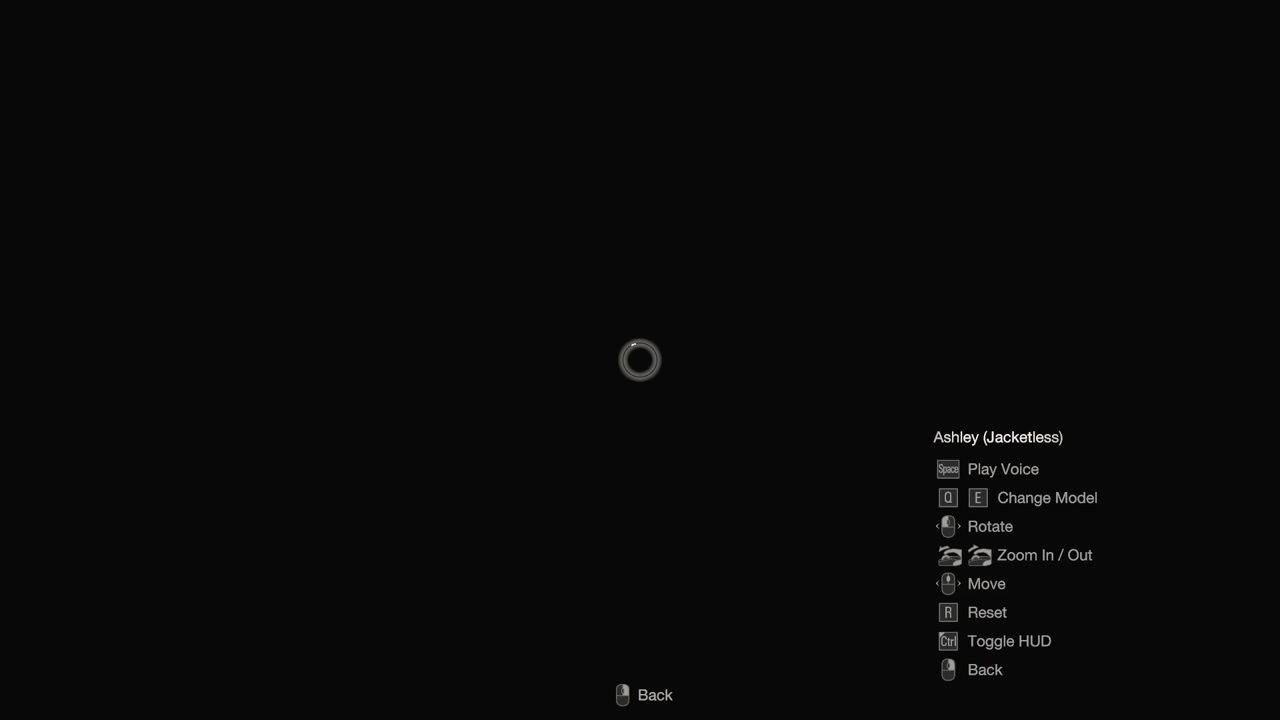 Ashley (Jacketless)
Space Play Voice
Q E Change Model
Rotate
Zoom In / Out
Move
R Reset
Ctrl Toggle HUD
Back
Back